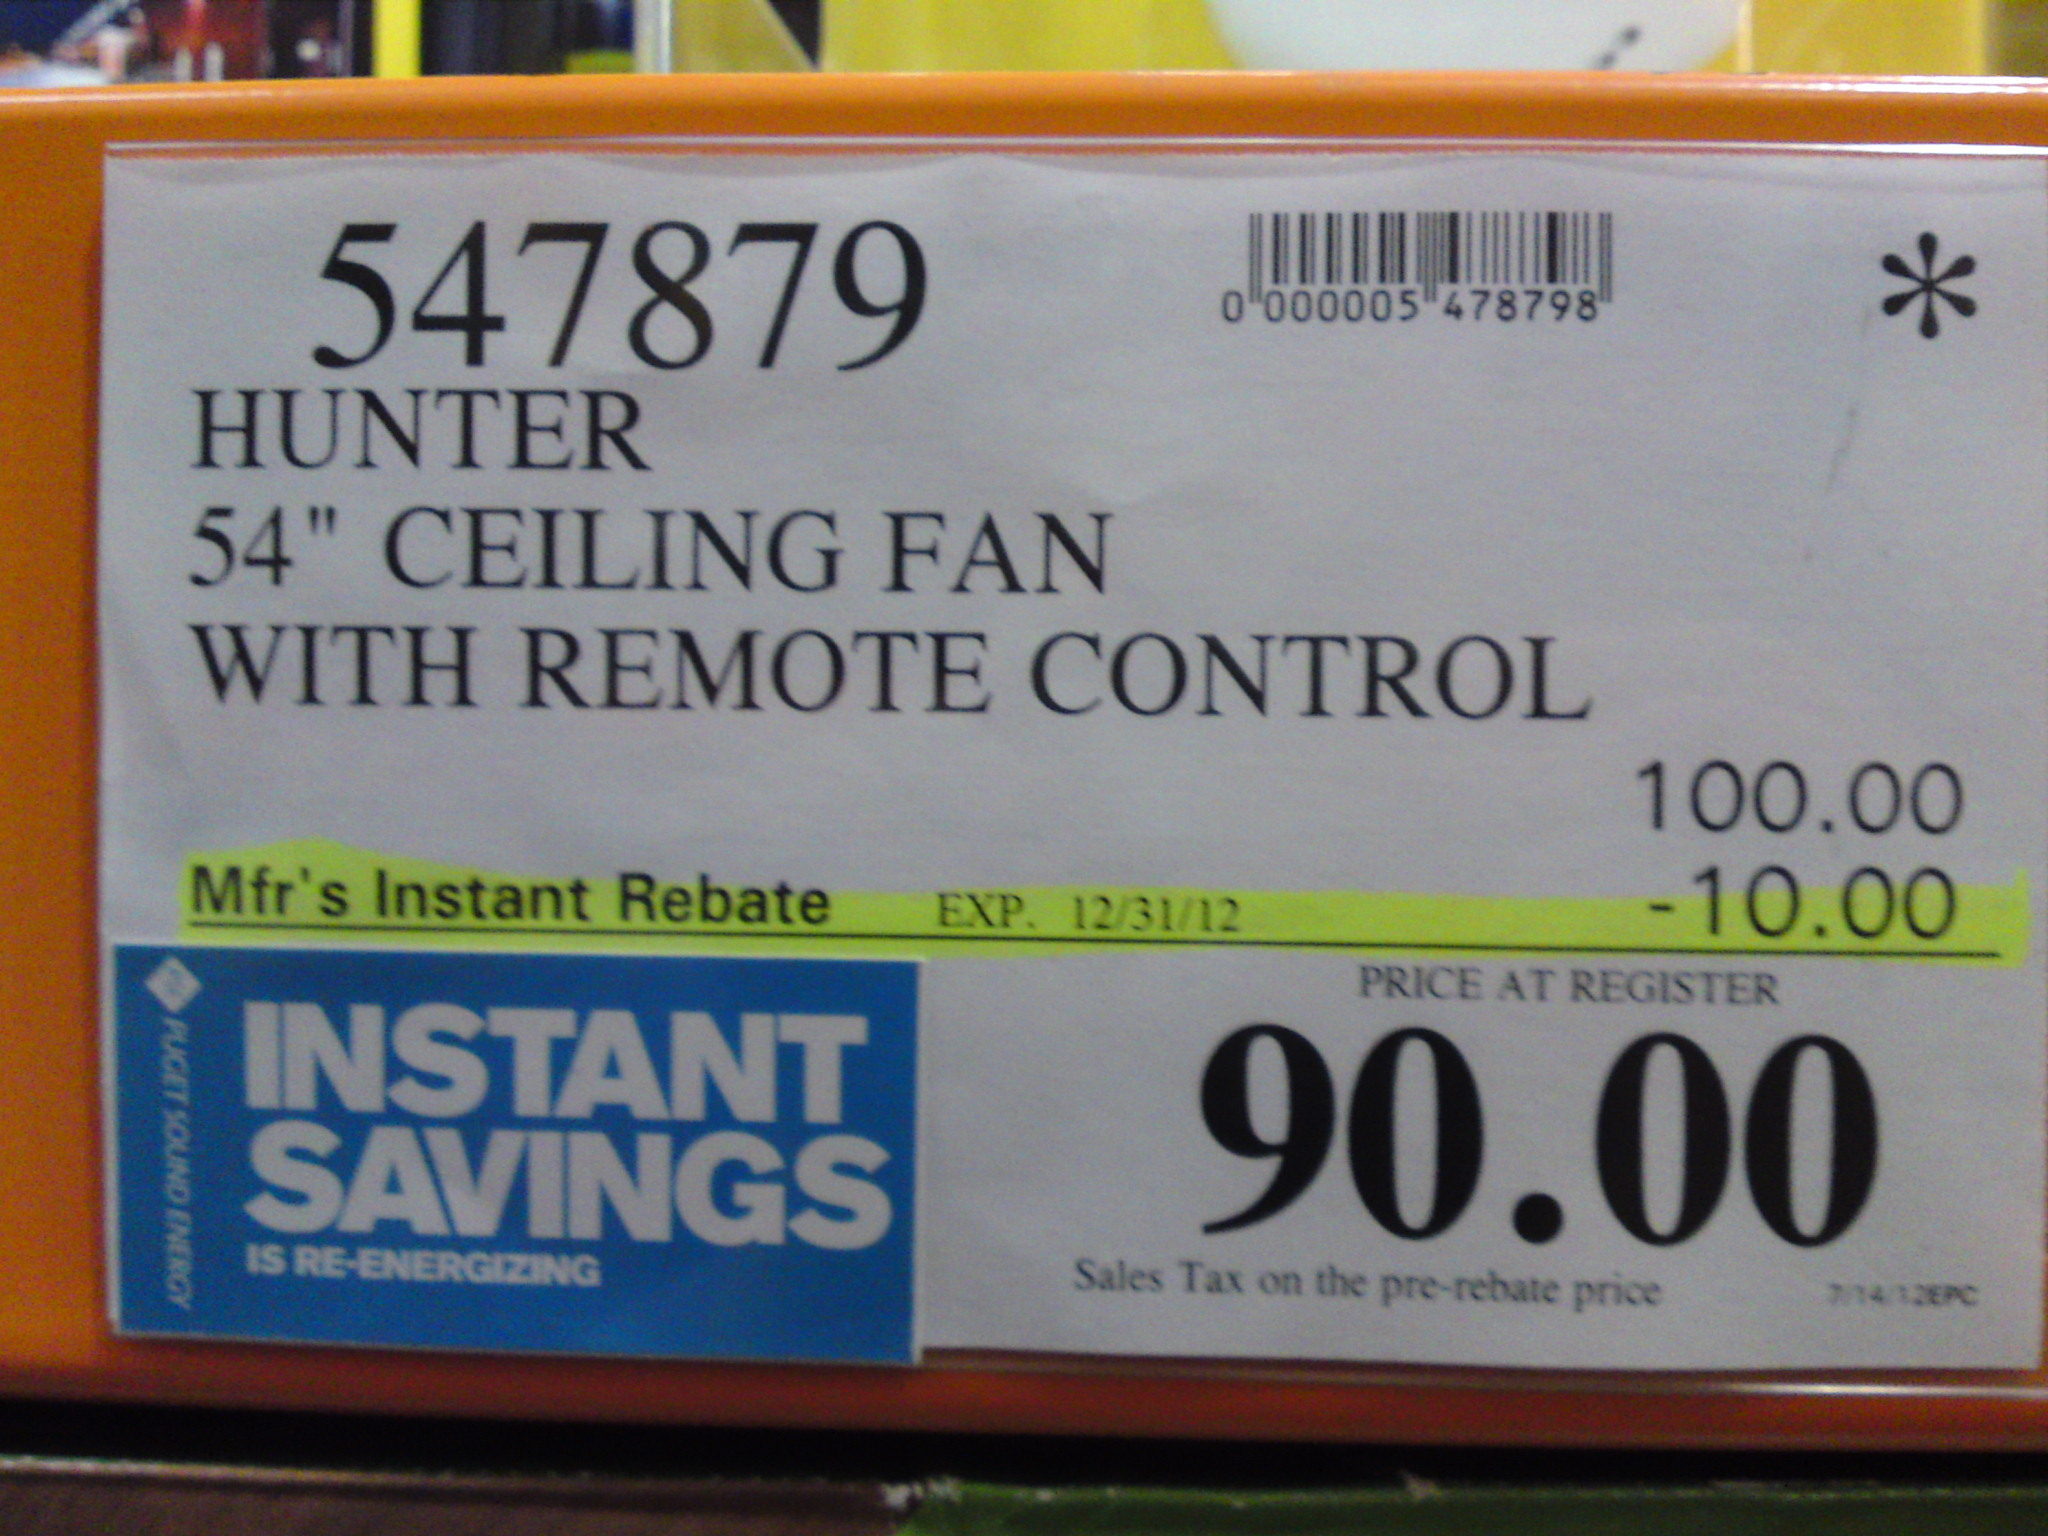 547879
0 000005 478798
*
HUNTER
54" CEILING FAN
WITH REMOTE CONTROL
100.00
Mfr's Instant Rebate EXP. 12/31/12 -10.00
PRICE AT REGISTER
90.00
Sales Tax on the pre-rebate price 7/14/12EPC
PUGET SOUND ENERGY
INSTANT
SAVINGS
IS RE-ENERGIZING